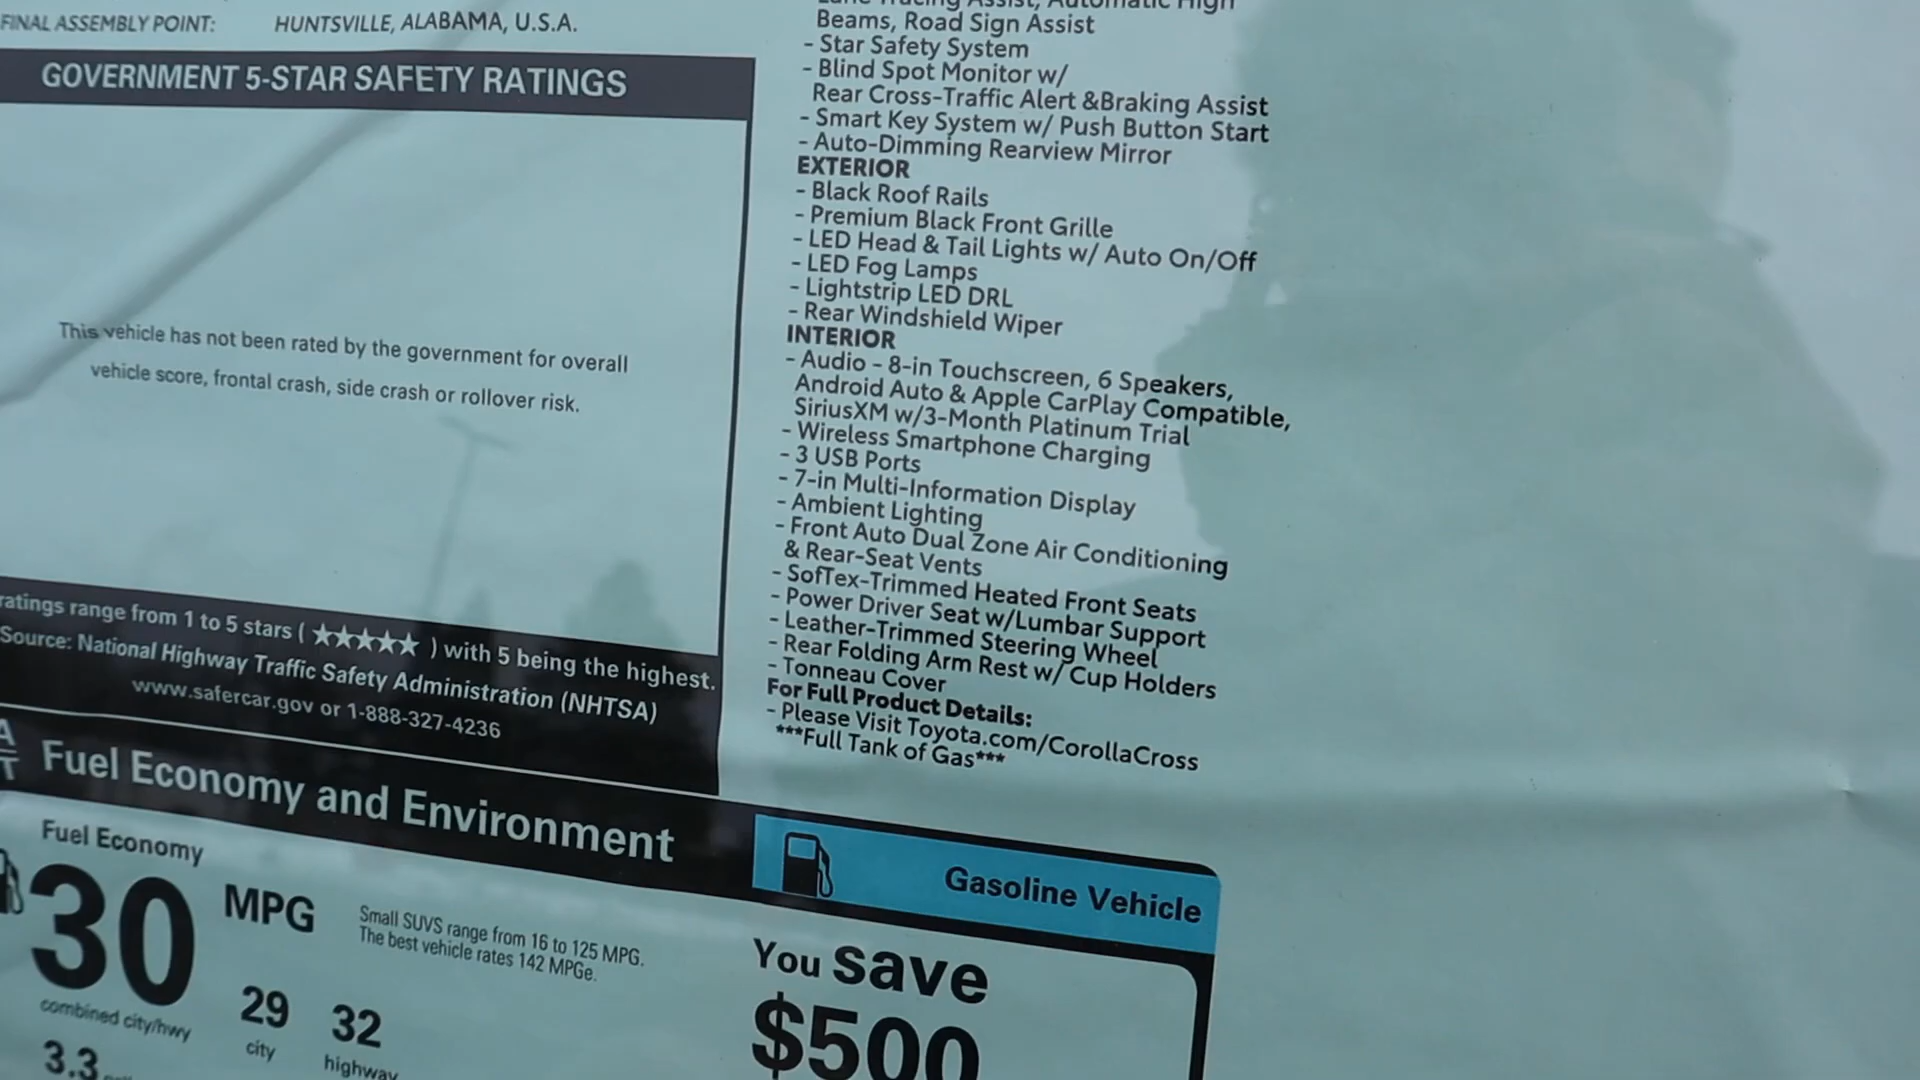 FINAL ASSEMBLY POINT: HUNTSVILLE, ALABAMA, U.S.A.
GOVERNMENT 5-STAR SAFETY RATINGS
This vehicle has not been rated by the government for overall
vehicle score, frontal crash, side crash or rollover risk.
ratings range from 1 to 5 stars ( ★★★★★ ) with 5 being the highest.
Source: National Highway Traffic Safety Administration (NHTSA)
www.safercar.gov or 1-888-327-4236
Lane Tracing Assist, Automatic High
Beams, Road Sign Assist
- Star Safety System
- Blind Spot Monitor w/
Rear Cross-Traffic Alert &Braking Assist
- Smart Key System w/ Push Button Start
- Auto-Dimming Rearview Mirror
EXTERIOR
- Black Roof Rails
- Premium Black Front Grille
- LED Head & Tail Lights w/ Auto On/Off
- LED Fog Lamps
- Lightstrip LED DRL
- Rear Windshield Wiper
INTERIOR
- Audio - 8-in Touchscreen, 6 Speakers,
Android Auto & Apple CarPlay Compatible,
SiriusXM w/3-Month Platinum Trial
- Wireless Smartphone Charging
- 3 USB Ports
- 7-in Multi-Information Display
- Ambient Lighting
- Front Auto Dual Zone Air Conditioning
& Rear-Seat Vents
- SofTex-Trimmed Heated Front Seats
- Power Driver Seat w/Lumbar Support
- Leather-Trimmed Steering Wheel
- Rear Folding Arm Rest w/ Cup Holders
- Tonneau Cover
For Full Product Details:
- Please Visit Toyota.com/CorollaCross
***Full Tank of Gas***
Fuel Economy and Environment
Gasoline Vehicle
Fuel Economy
30 MPG
Small SUVS range from 16 to 125 MPG.
The best vehicle rates 142 MPGe.
combined city/hwy
29 city
32 highway
3.3
You save
$500